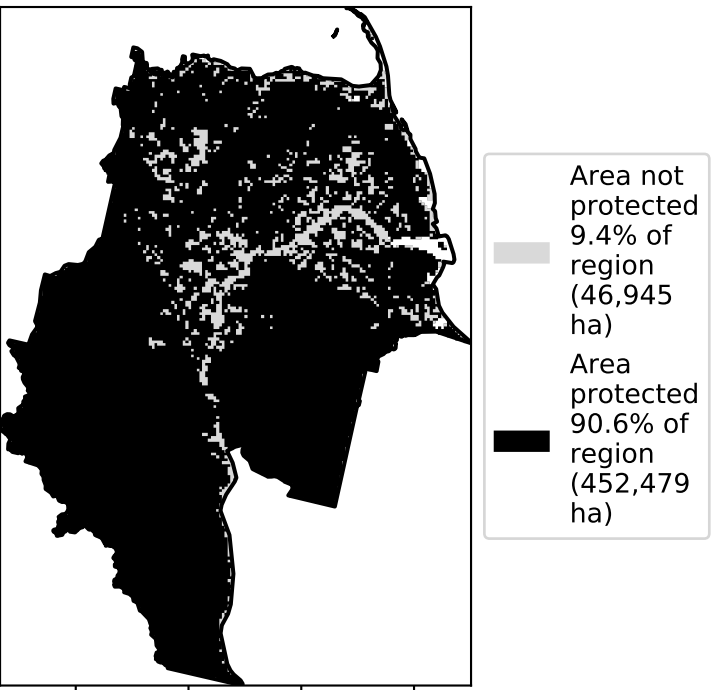 Area not
protected
9.4% of
region
(46,945
ha)
Area
protected
90.6% of
region
(452,479
ha)